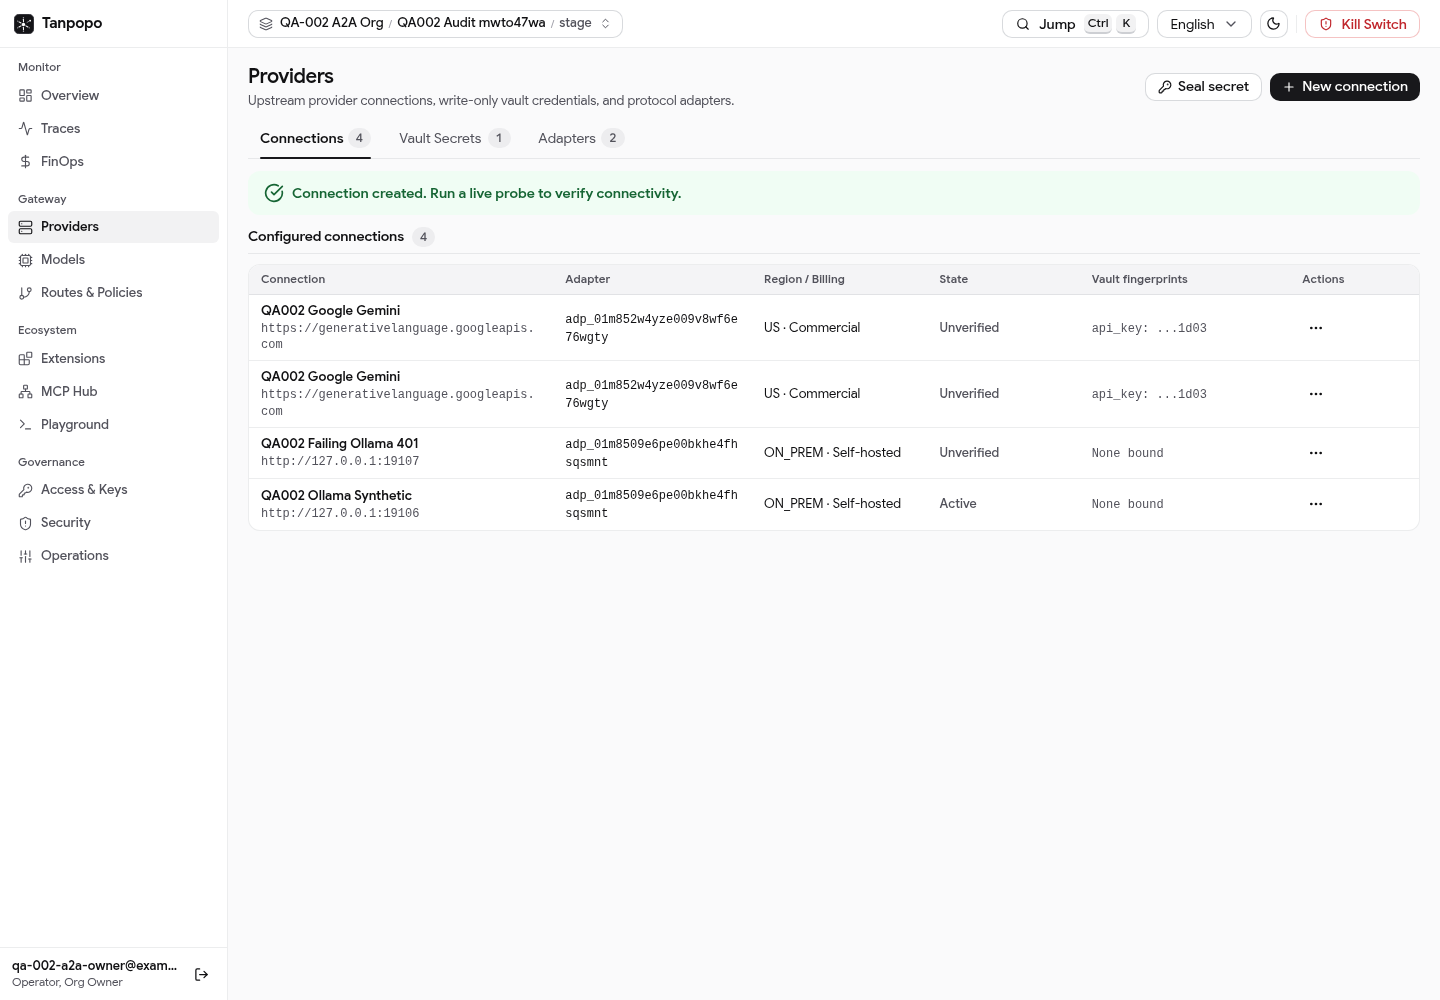 Tanpopo
QA-002 A2A Org / QA002 Audit mwto47wa / stage
Jump Ctrl K
English
Kill Switch
Monitor
Overview
Traces
FinOps
Gateway
Providers
Models
Routes & Policies
Ecosystem
Extensions
MCP Hub
Playground
Governance
Access & Keys
Security
Operations
qa-002-a2a-owner@exam...
Operator, Org Owner
Providers
Upstream provider connections, write-only vault credentials, and protocol adapters.
Seal secret
New connection
Connections 4
Vault Secrets 1
Adapters 2
Connection created. Run a live probe to verify connectivity.
Configured connections 4
Connection Adapter Region / Billing State Vault fingerprints Actions
QA002 Google Gemini
https://generativelanguage.googleapis.
com
adp_01m852w4yze009v8wf6e
76wgty
US · Commercial
Unverified
api_key: ...1d03
QA002 Google Gemini
https://generativelanguage.googleapis.
com
adp_01m852w4yze009v8wf6e
76wgty
US · Commercial
Unverified
api_key: ...1d03
QA002 Failing Ollama 401
http://127.0.0.1:19107
adp_01m8509e6pe00bkhe4fh
sqsmnt
ON_PREM · Self-hosted
Unverified
None bound
QA002 Ollama Synthetic
http://127.0.0.1:19106
adp_01m8509e6pe00bkhe4fh
sqsmnt
ON_PREM · Self-hosted
Active
None bound